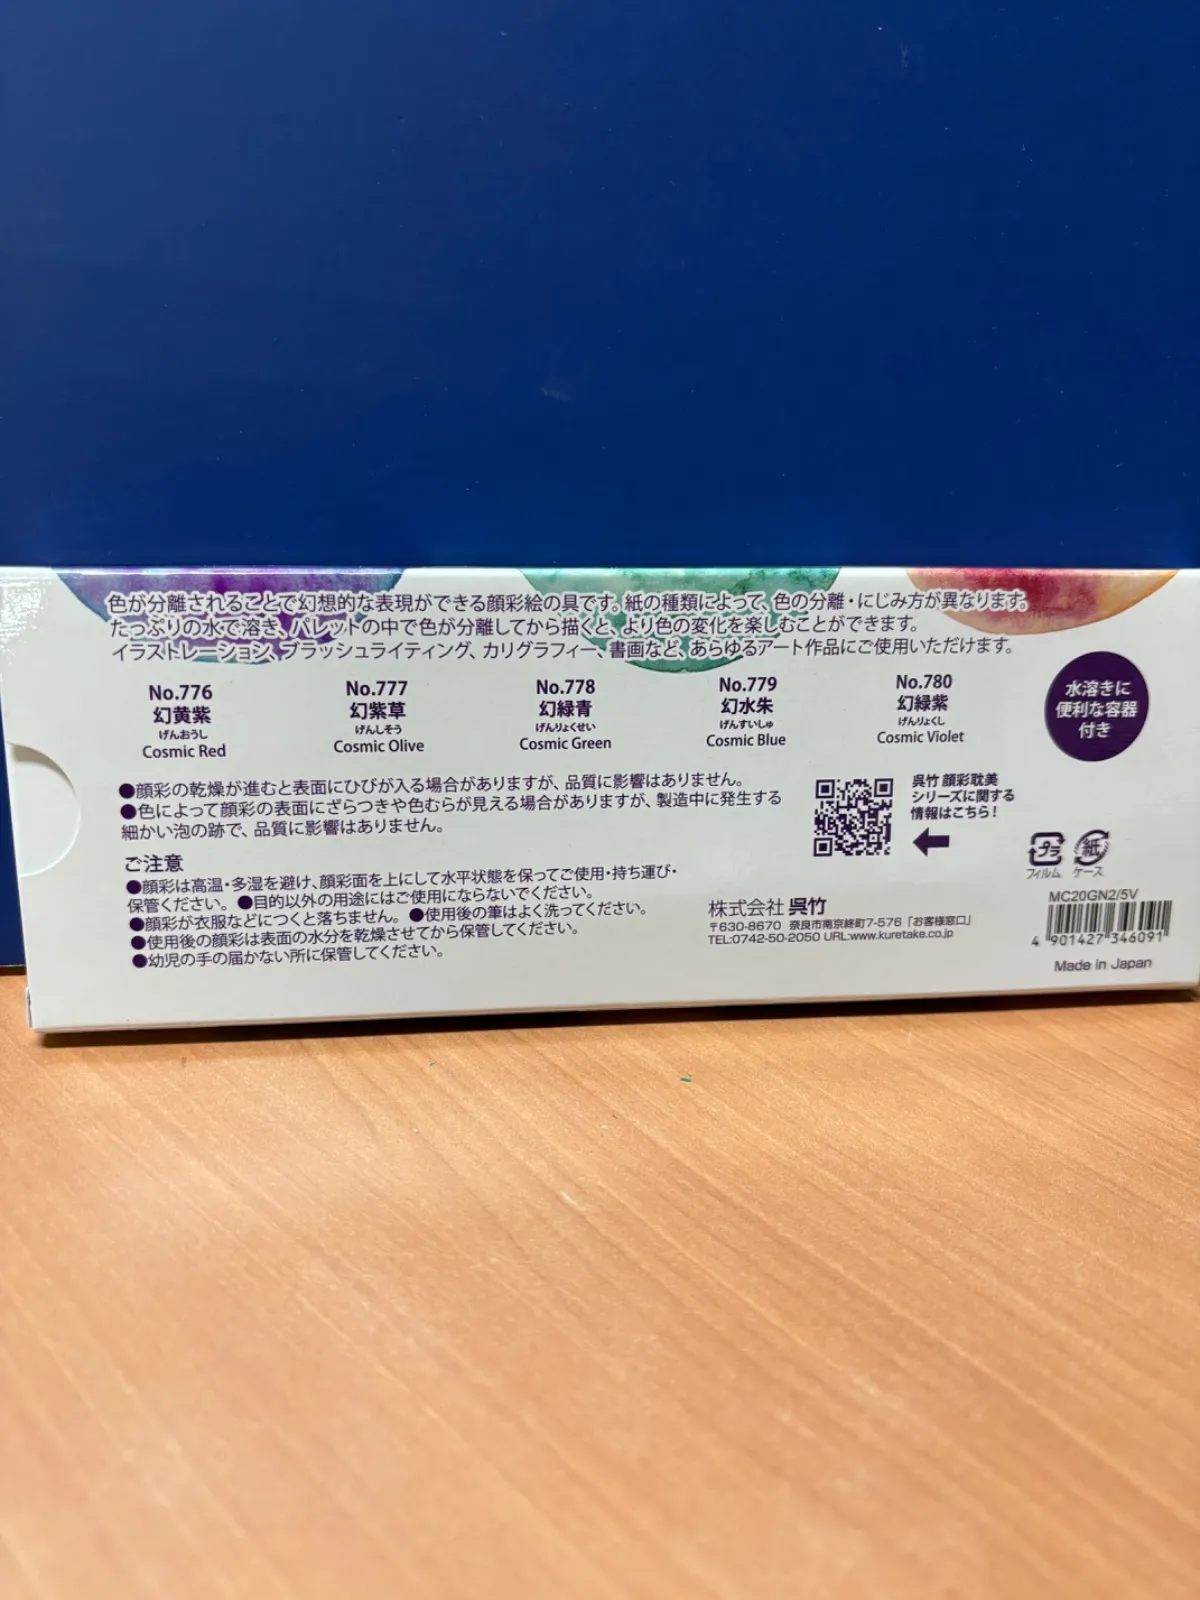 色が分離されることで幻想的な表現ができる顔彩絵の具です。紙の種類によって、色の分離・にじみ方が異なります。
たっぷりの水で溶き、パレットの中で色が分離してから描くと、より色の変化を楽しむことができます。
イラストレーション、ブラッシュライティング、カリグラフィー、書画など、あらゆるアート作品にご使用いただけます。
No.776
幻黄紫
げんおうし
Cosmic Red
No.777
幻紫草
げんしそう
Cosmic Olive
No.778
幻緑青
げんりょくせい
Cosmic Green
No.779
幻水朱
げんすいしゅ
Cosmic Blue
No.780
幻緑紫
げんりょくし
Cosmic Violet
水溶きに
便利な容器
付き
●顔彩の乾燥が進むと表面にひびが入る場合がありますが、品質に影響はありません。
●色によって顔彩の表面にざらつきや色むらが見える場合がありますが、製造中に発生する
細かい泡の跡で、品質に影響はありません。
ご注意
●顔彩は高温・多湿を避け、顔彩面を上にして水平状態を保ってご使用・持ち運び・
保管ください。 ●目的以外の用途にはご使用にならないでください。
●顔彩が衣服などにつくと落ちません。 ●使用後の筆はよく洗ってください。
●使用後の顔彩は表面の水分を乾燥させてから保管してください。
●幼児の手の届かない所に保管してください。
呉竹 顔彩耽美
シリーズに関する
情報はこちら!
株式会社 呉竹
〒630-8670 奈良市南京終町7-576「お客様窓口」
TEL:0742-50-2050 URL:www.kuretake.co.jp
プラ
フィルム
紙
ケース
MC20GN2/5V
4 901427 346091
Made in Japan